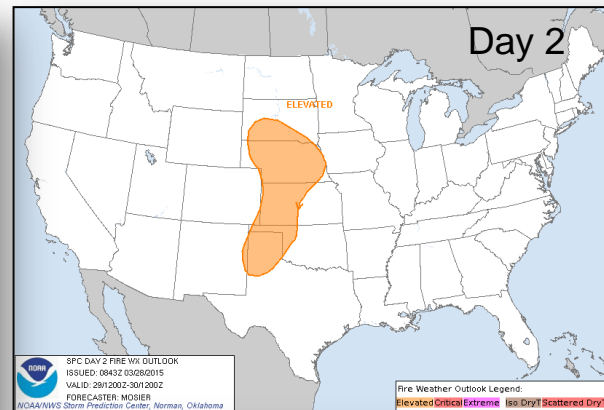 Day 2
ELEVATED
NOAA
SPC DAY 2 FIRE WX OUTLOOK
ISSUED: 0843Z 03/28/2015
VALID: 29/1200Z-30/1200Z
FORECASTER: MOSIER
NOAA/NWS Storm Prediction Center, Norman, Oklahoma
Fire Weather Outlook Legend:
Elevated Critical Extreme Iso DryT Scattered Dry